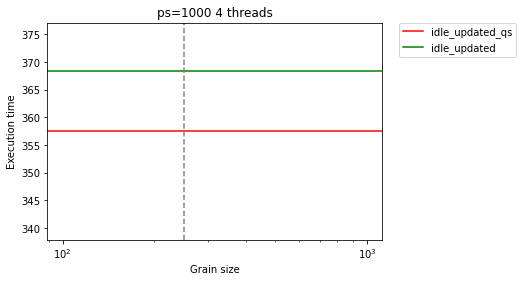 ps=1000 4 threads
idle_updated_qs
idle_updated
Execution time
375
370
365
360
355
350
345
340
10²
10³
Grain size